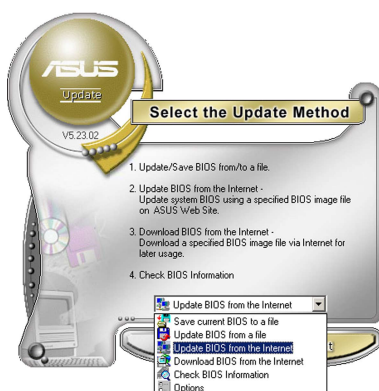 ASUS
Update
V5.23.02
Select the Update Method
1. Update/Save BIOS from/to a file.
2. Update BIOS from the Internet -
Update system BIOS using a specified BIOS image file
on ASUS Web Site.
3. Download BIOS from the Internet -
Download a specified BIOS image file via Internet for
later usage.
4. Check BIOS Information
Update BIOS from the Internet
Save current BIOS to a file
Update BIOS from a file
Update BIOS from the Internet
Download BIOS from the Internet
Check BIOS Information
Options